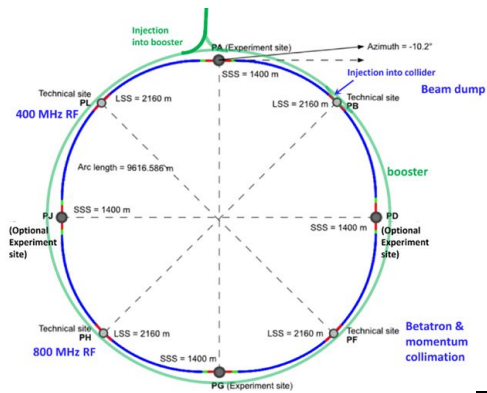 Injection
into booster
PA (Experiment site)
Azimuth = -10.2°
SSS = 1400 m
Injection into collider
Beam dump
Technical site
PL
LSS = 2160 m
LSS = 2160 m
Technical site
PB
400 MHz RF
Arc length = 9616.586 m
booster
PJ
SSS = 1400 m
(Optional
Experiment
site)
SSS = 1400 m
PD
(Optional
Experiment
site)
Technical site
PH
LSS = 2160 m
LSS = 2160 m
Technical site
PF
Betatron &
momentum
collimation
800 MHz RF
SSS = 1400 m
PG (Experiment site)